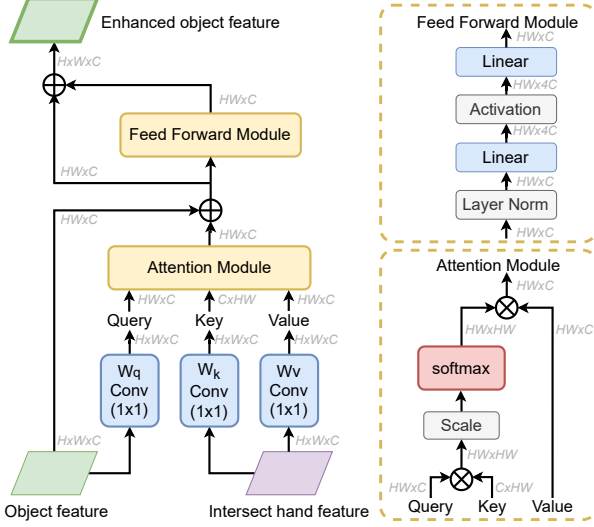 Enhanced object feature
HxWxC
HWxC
Feed Forward Module
HWxC
HWxC
HWxC
Attention Module
HWxC
CxHW
HWxC
Query
Key
Value
HxWxC
HxWxC
HxWxC
Wq
Conv
(1x1)
Wk
Conv
(1x1)
Wv
Conv
(1x1)
HxWxC
HxWxC
Object feature
Intersect hand feature
Feed Forward Module
HWxC
Linear
HWx4C
Activation
HWx4C
Linear
HWxC
Layer Norm
HWxC
Attention Module
HWxC
HWxHW
HWxC
softmax
Scale
HWxHW
HWxC
CxHW
Query
Key
Value